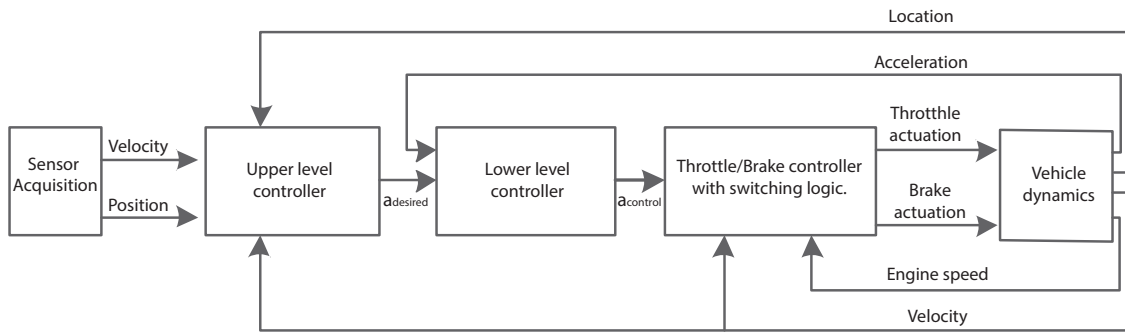 Location
Acceleration
Velocity
Position
Sensor
Acquisition
Upper level
controller
adesired
Lower level
controller
acontrol
Throttle/Brake controller
with switching logic.
Throtthle
actuation
Brake
actuation
Vehicle
dynamics
Engine speed
Velocity